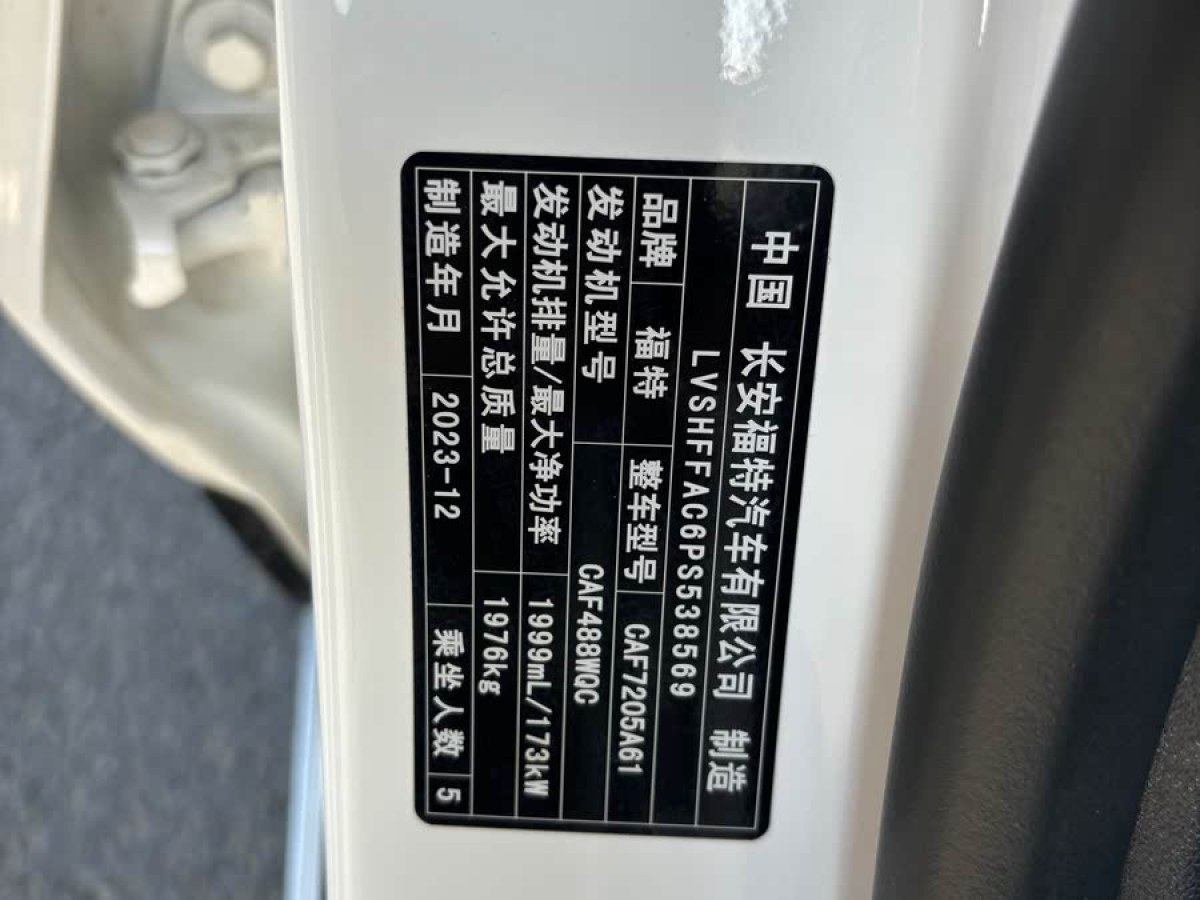 中国 长安福特汽车有限公司 制造
LVSHFFAC6PS538569
品牌 福特 整车型号 CAF7205A61
发动机型号 CAF488WQC
发动机排量/最大净功率 1999mL/173kW
最大允许总质量 1976kg
制造年月 2023-12 乘坐人数 5